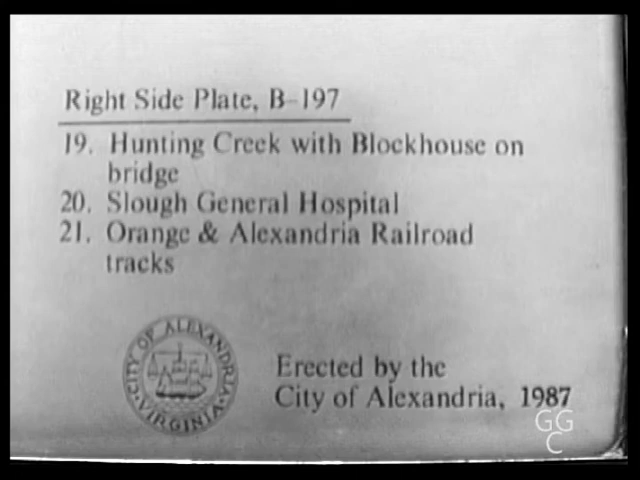 Right Side Plate, B-197
19. Hunting Creek with Blockhouse on
bridge
20. Slough General Hospital
21. Orange & Alexandria Railroad
tracks
CITY OF ALEXANDRIA
VIRGINIA
Erected by the
City of Alexandria, 1987
GG
C